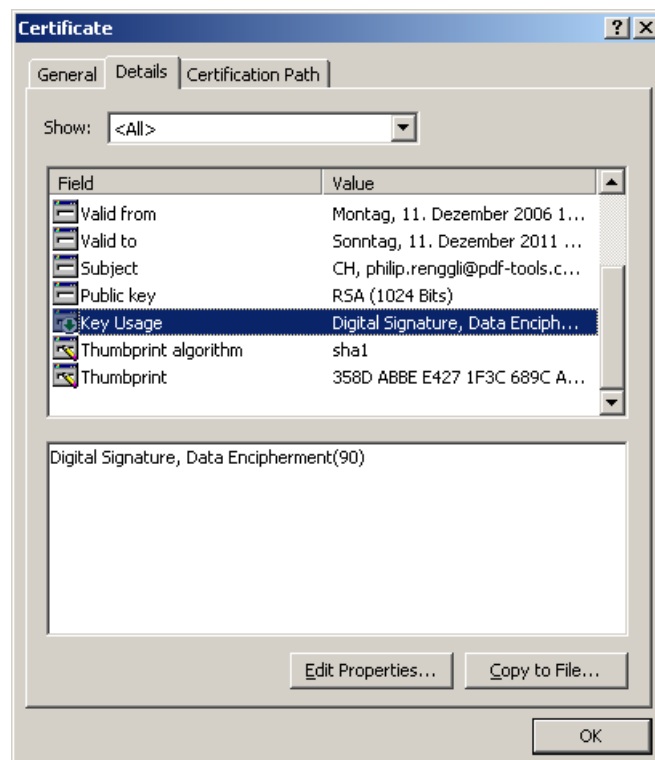 Certificate
General Details Certification Path
Show: <All>
Field Value
Valid from Montag, 11. Dezember 2006 1...
Valid to Sonntag, 11. Dezember 2011 ...
Subject CH, philip.renggli@pdf-tools.c...
Public key RSA (1024 Bits)
Key Usage Digital Signature, Data Enciph...
Thumbprint algorithm sha1
Thumbprint 358D ABBE E427 1F3C 689C A...
Digital Signature, Data Encipherment(90)
Edit Properties... Copy to File...
OK